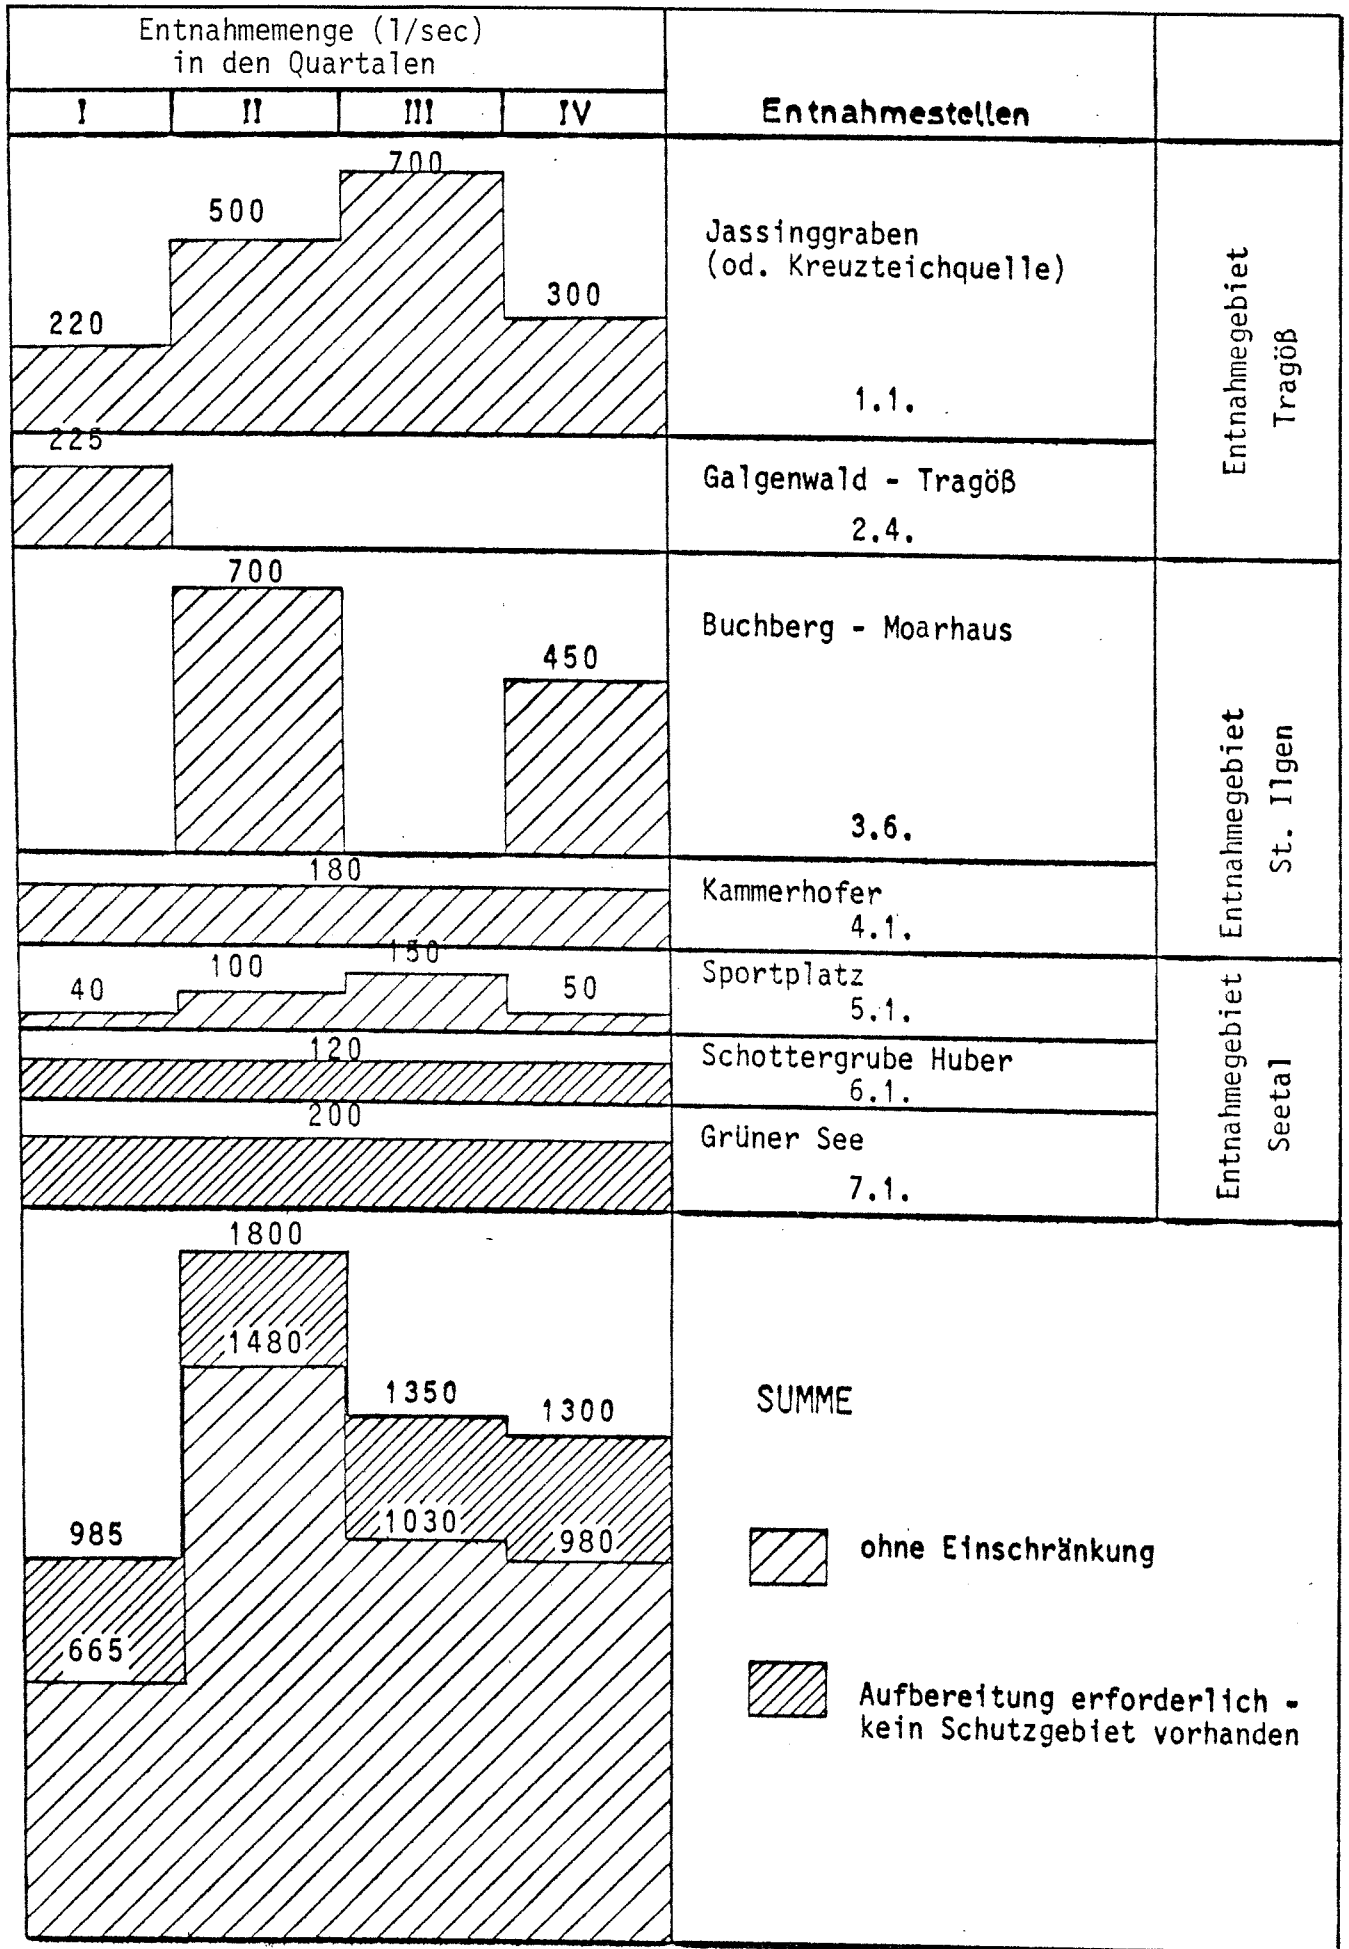 Entnahmemenge (l/sec)
in den Quartalen
I II III IV
Entnahmestellen
700
500
300
220
Jassinggraben
(od. Kreuzteichquelle)
1.1.
Entnahmegebiet
Tragöß
225
Galgenwald - Tragöß
2.4.
700
450
Buchberg - Moarhaus
3.6.
Entnahmegebiet
St. Ilgen
180
Kammerhofer
4.1.
40
100
150
50
Sportplatz
5.1.
Entnahmegebiet
Seetal
120
Schottergrube Huber
6.1.
200
Grüner See
7.1.
1800
1480
1350
1300
985
1030
980
665
SUMME
ohne Einschränkung
Aufbereitung erforderlich -
kein Schutzgebiet vorhanden